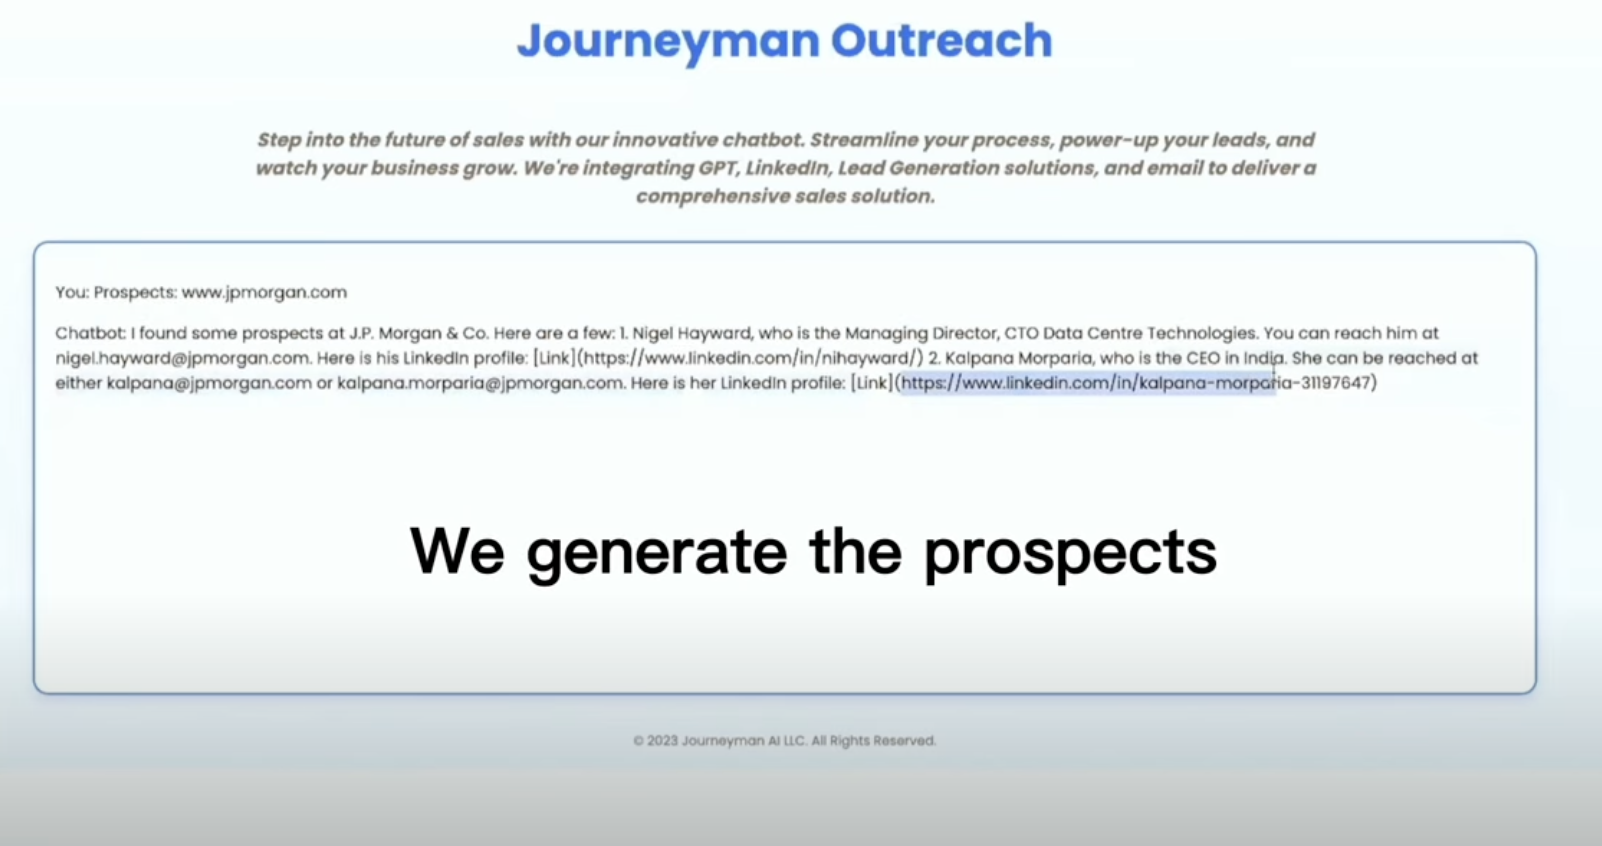 Journeyman Outreach
Step into the future of sales with our innovative chatbot. Streamline your process, power-up your leads, and
watch your business grow. We're integrating GPT, LinkedIn, Lead Generation solutions, and email to deliver a
comprehensive sales solution.
You: Prospects: www.jpmorgan.com
Chatbot: I found some prospects at J.P. Morgan & Co. Here are a few: 1. Nigel Hayward, who is the Managing Director, CTO Data Centre Technologies. You can reach him at
nigel.hayward@jpmorgan.com. Here is his LinkedIn profile: [Link](https://www.linkedin.com/in/nihayward/) 2. Kalpana Morparia, who is the CEO in India. She can be reached at
either kalpana@jpmorgan.com or kalpana.morparia@jpmorgan.com. Here is her LinkedIn profile: [Link](https://www.linkedin.com/in/kalpana-morparia-31197647)
We generate the prospects
© 2023 Journeyman AI LLC. All Rights Reserved.